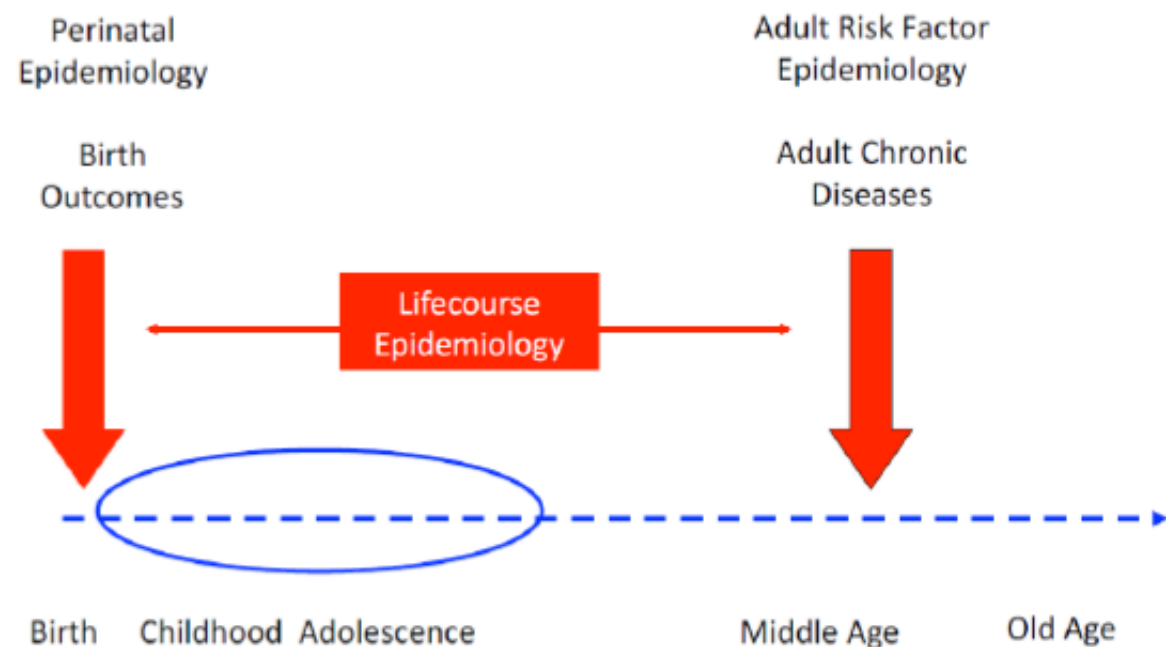 Perinatal
Epidemiology
Adult Risk Factor
Epidemiology
Birth
Outcomes
Adult Chronic
Diseases
Lifecourse
Epidemiology
Birth
Childhood
Adolescence
Middle Age
Old Age